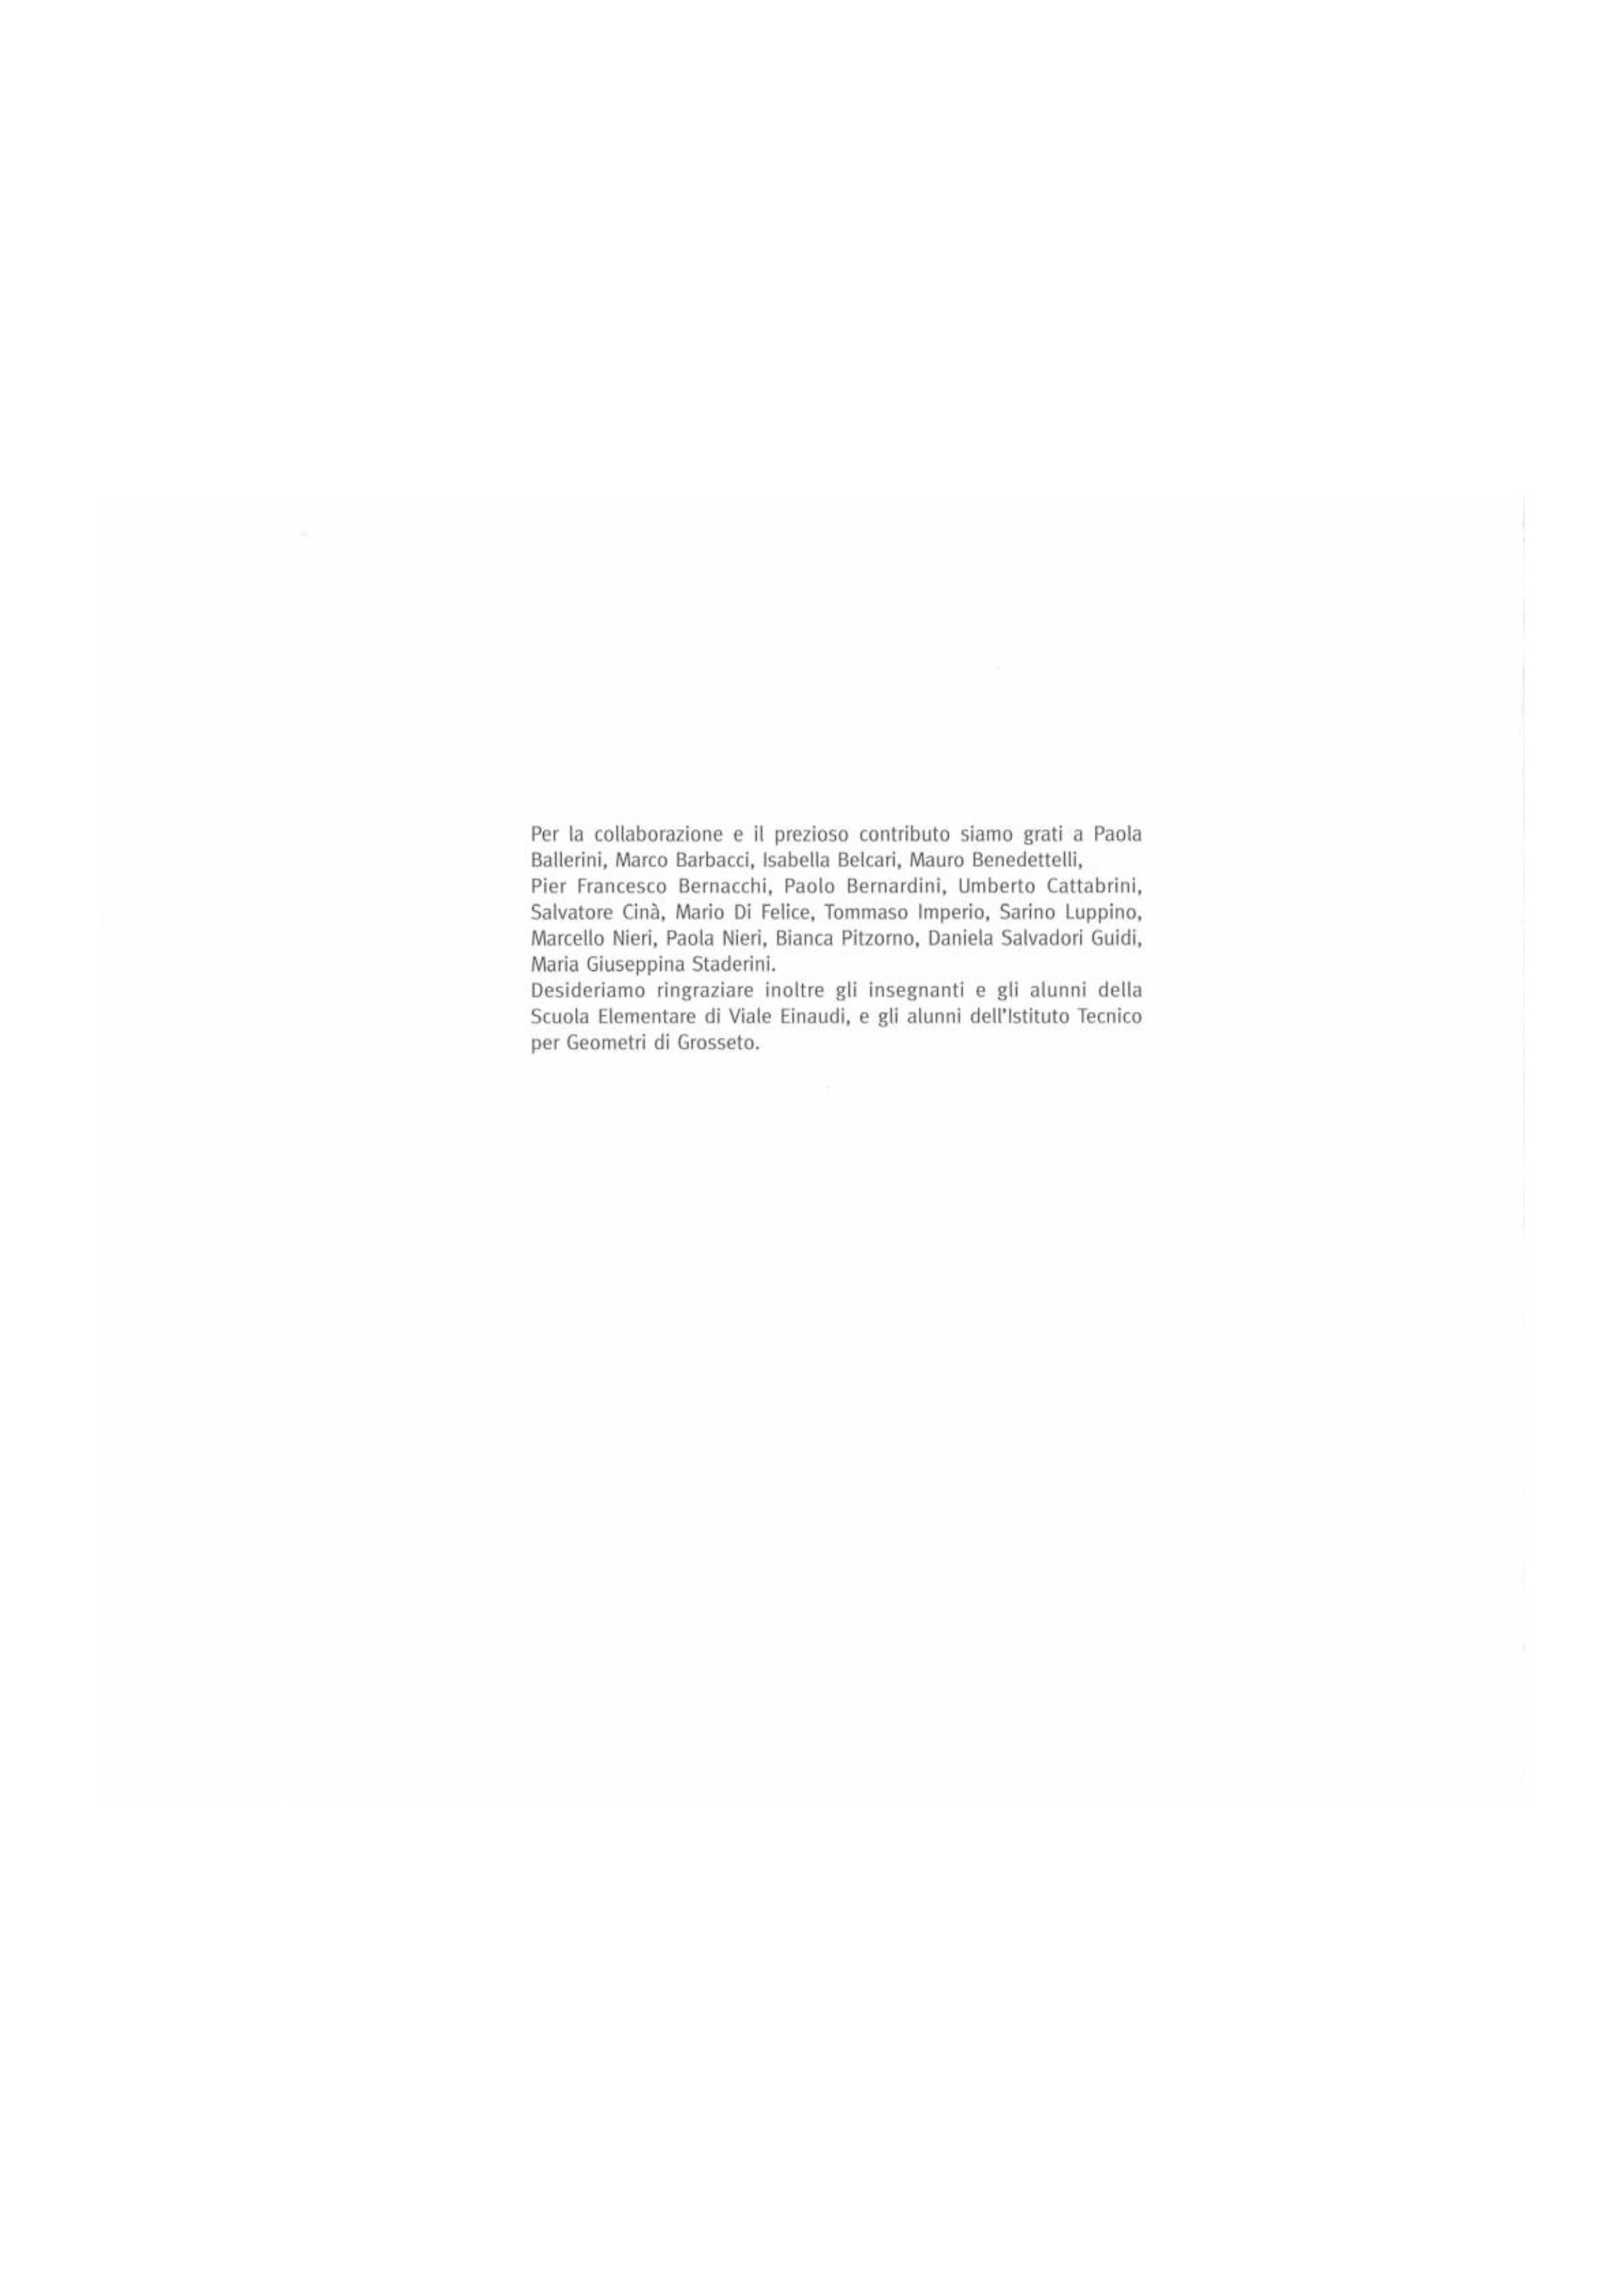 Per la collaborazione e il prezioso contributo siamo grati a Paola
Ballerini, Marco Barbacci, Isabella Belcari, Mauro Benedettelli,
Pier Francesco Bernacchi, Paolo Bernardini, Umberto Cattabrini,
Salvatore Cinà, Mario Di Felice, Tommaso Imperio, Sarino Luppino,
Marcello Nieri, Paola Nieri, Bianca Pitzorno, Daniela Salvadori Guidi,
Maria Giuseppina Staderini.
Desideriamo ringraziare inoltre gli insegnanti e gli alunni della
Scuola Elementare di Viale Einaudi, e gli alunni dell'Istituto Tecnico
per Geometri di Grosseto.